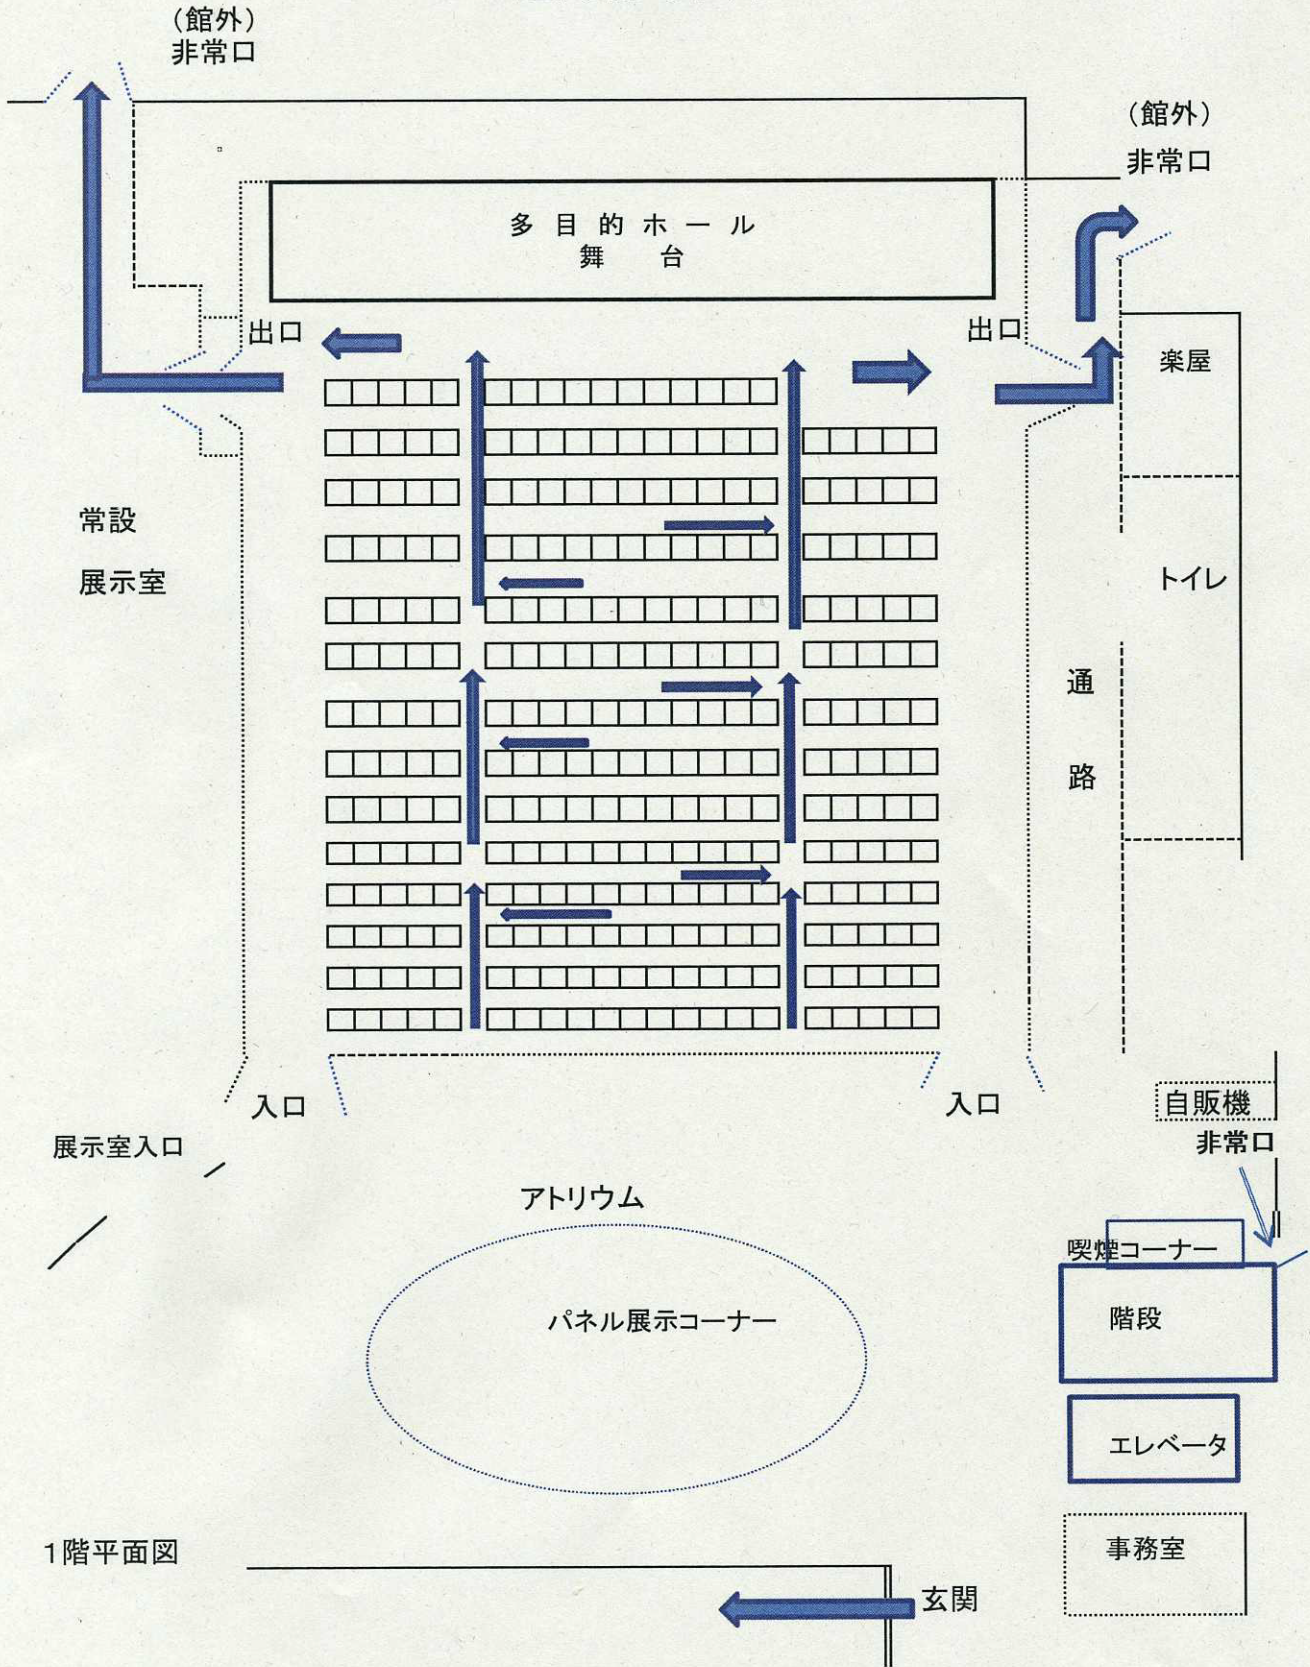 （館外）
非常口
（館外）
非常口
多目的ホール
舞　台
出口
出口
楽屋
常設
展示室
トイレ
通
路
入口
入口
自販機
展示室入口
非常口
アトリウム
喫煙コーナー
パネル展示コーナー
階段
エレベータ
1階平面図
事務室
玄関